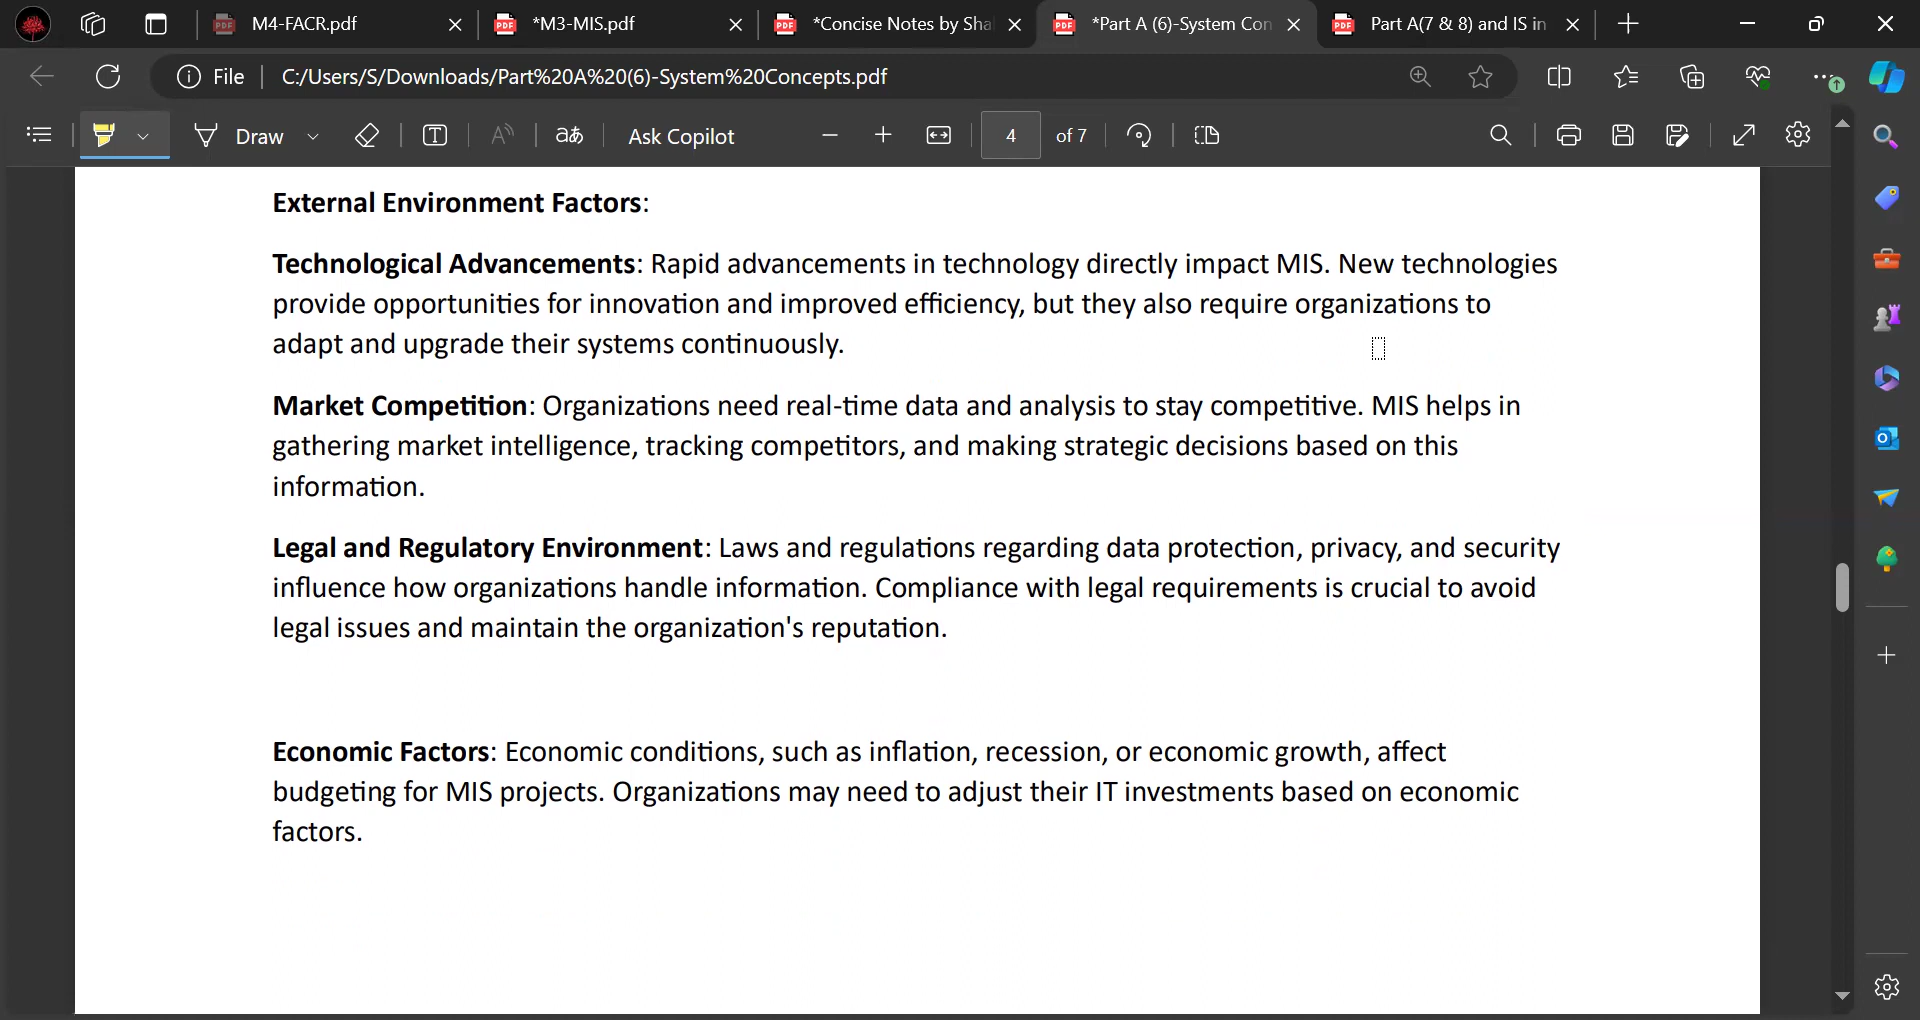 M4-FACR.pdf
*M3-MIS.pdf
*Concise Notes by Sha
*Part A (6)-System Con
Part A(7 & 8) and IS in
File
C:/Users/S/Downloads/Part%20A%20(6)-System%20Concepts.pdf
Draw
aあ
Ask Copilot
4
of 7
External Environment Factors:
Technological Advancements: Rapid advancements in technology directly impact MIS. New technologies
provide opportunities for innovation and improved efficiency, but they also require organizations to
adapt and upgrade their systems continuously.
Market Competition: Organizations need real-time data and analysis to stay competitive. MIS helps in
gathering market intelligence, tracking competitors, and making strategic decisions based on this
information.
Legal and Regulatory Environment: Laws and regulations regarding data protection, privacy, and security
influence how organizations handle information. Compliance with legal requirements is crucial to avoid
legal issues and maintain the organization's reputation.
Economic Factors: Economic conditions, such as inflation, recession, or economic growth, affect
budgeting for MIS projects. Organizations may need to adjust their IT investments based on economic
factors.